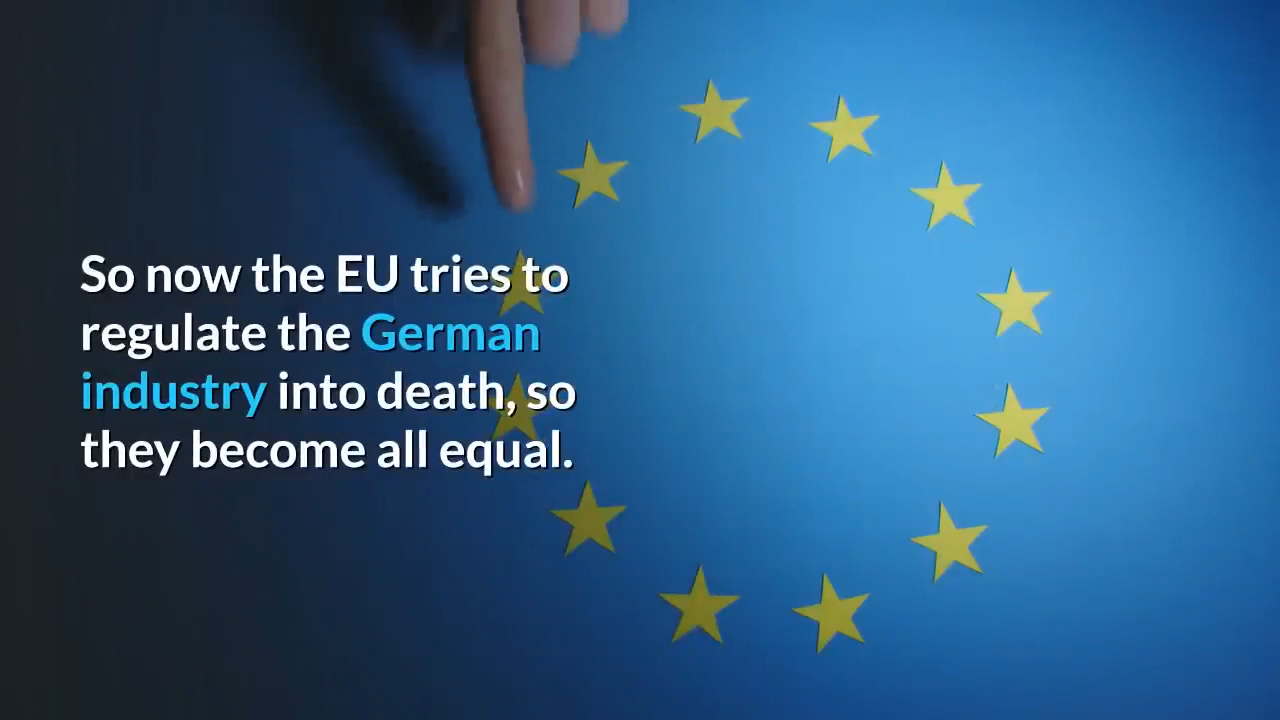 So now the EU tries to
regulate the German
industry into death, so
they become all equal.